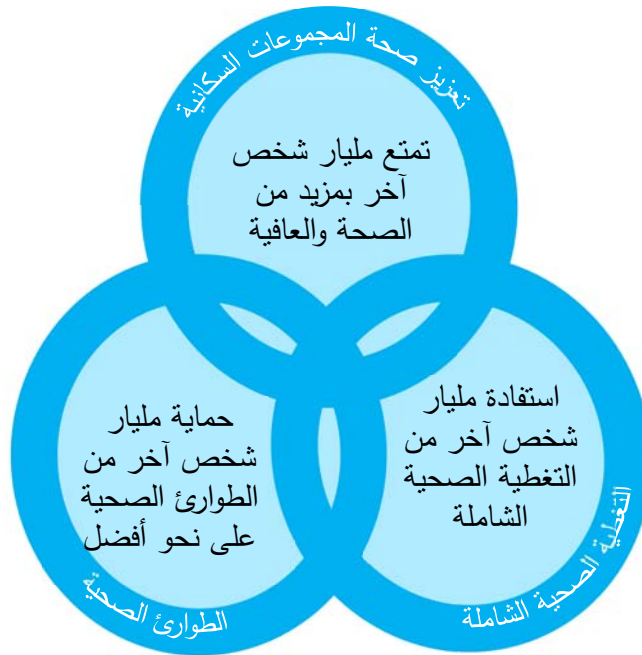 تعزيز صحة المجموعات السكانية
تمتع مليار شخص
آخر بمزيد من
الصحة والعافية
استفادة مليار
شخص آخر من
التغطية الصحية
الشاملة
التغطية الصحية الشاملة
حماية مليار
شخص آخر من
الطوارئ الصحية
على نحو أفضل
الطوارئ الصحية